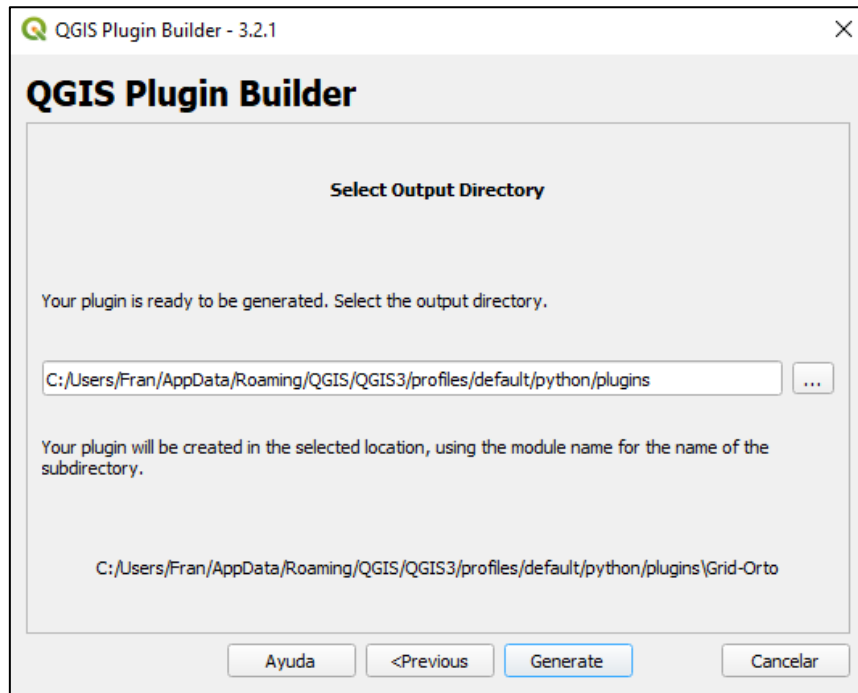 QGIS Plugin Builder - 3.2.1
QGIS Plugin Builder
Select Output Directory
Your plugin is ready to be generated. Select the output directory.
C:/Users/Fran/AppData/Roaming/QGIS/QGIS3/profiles/default/python/plugins
...
Your plugin will be created in the selected location, using the module name for the name of the
subdirectory.
C:/Users/Fran/AppData/Roaming/QGIS/QGIS3/profiles/default/python/plugins\Grid-Orto
Ayuda <Previous Generate Cancelar